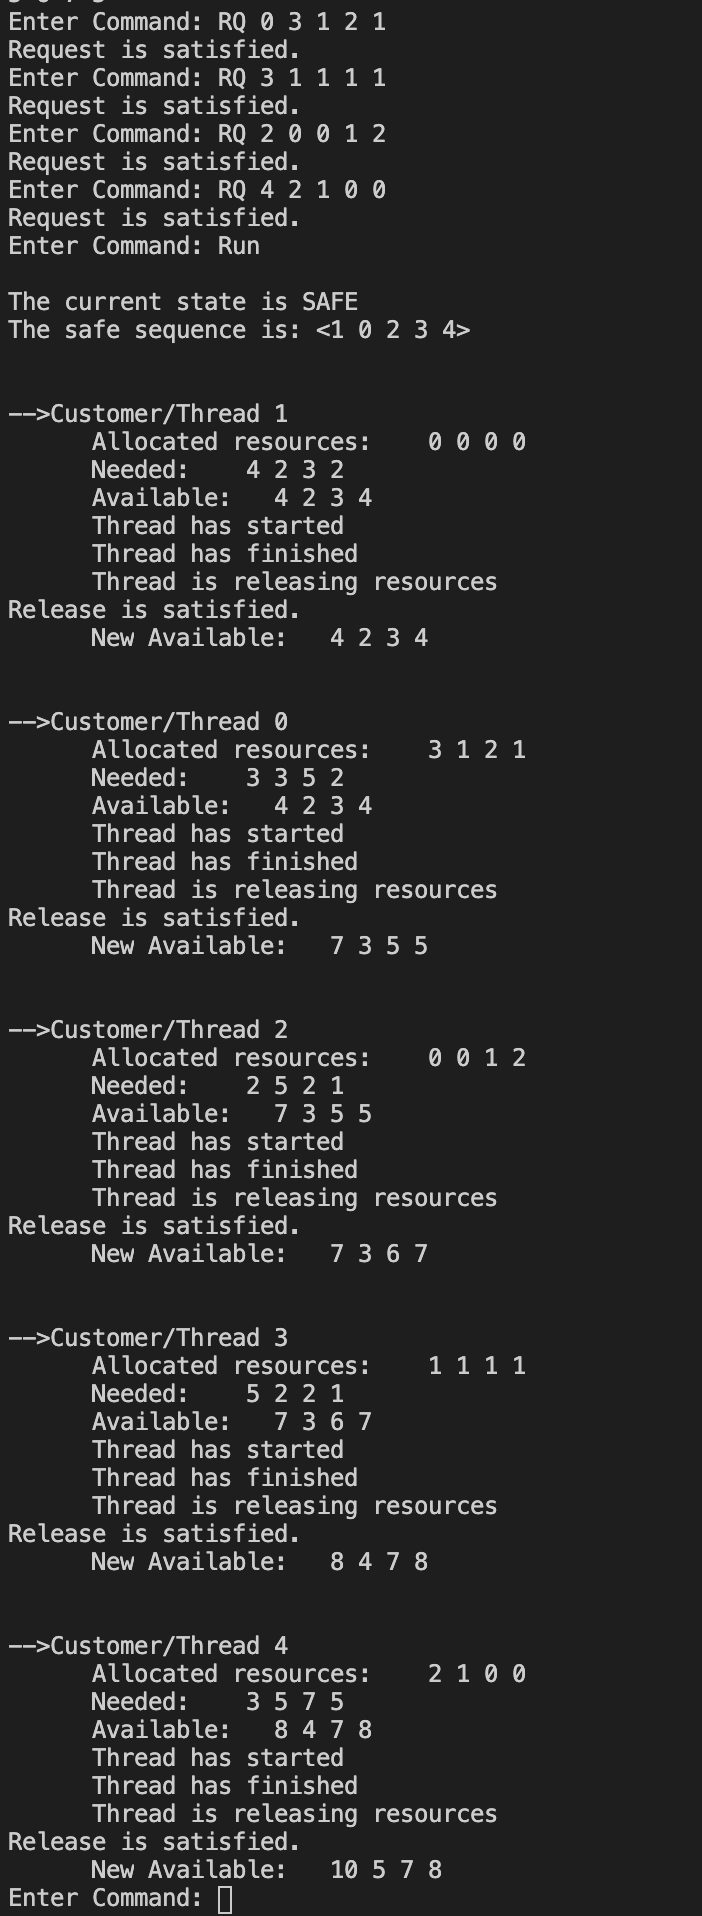 Enter Command: RQ 0 3 1 2 1
Request is satisfied.
Enter Command: RQ 3 1 1 1 1
Request is satisfied.
Enter Command: RQ 2 0 0 1 2
Request is satisfied.
Enter Command: RQ 4 2 1 0 0
Request is satisfied.
Enter Command: Run
The current state is SAFE
The safe sequence is: <1 0 2 3 4>
-->Customer/Thread 1
Allocated resources: 0 0 0 0
Needed: 4 2 3 2
Available: 4 2 3 4
Thread has started
Thread has finished
Thread is releasing resources
Release is satisfied.
New Available: 4 2 3 4
-->Customer/Thread 0
Allocated resources: 3 1 2 1
Needed: 3 3 5 2
Available: 4 2 3 4
Thread has started
Thread has finished
Thread is releasing resources
Release is satisfied.
New Available: 7 3 5 5
-->Customer/Thread 2
Allocated resources: 0 0 1 2
Needed: 2 5 2 1
Available: 7 3 5 5
Thread has started
Thread has finished
Thread is releasing resources
Release is satisfied.
New Available: 7 3 6 7
-->Customer/Thread 3
Allocated resources: 1 1 1 1
Needed: 5 2 2 1
Available: 7 3 6 7
Thread has started
Thread has finished
Thread is releasing resources
Release is satisfied.
New Available: 8 4 7 8
-->Customer/Thread 4
Allocated resources: 2 1 0 0
Needed: 3 5 7 5
Available: 8 4 7 8
Thread has started
Thread has finished
Thread is releasing resources
Release is satisfied.
New Available: 10 5 7 8
Enter Command: